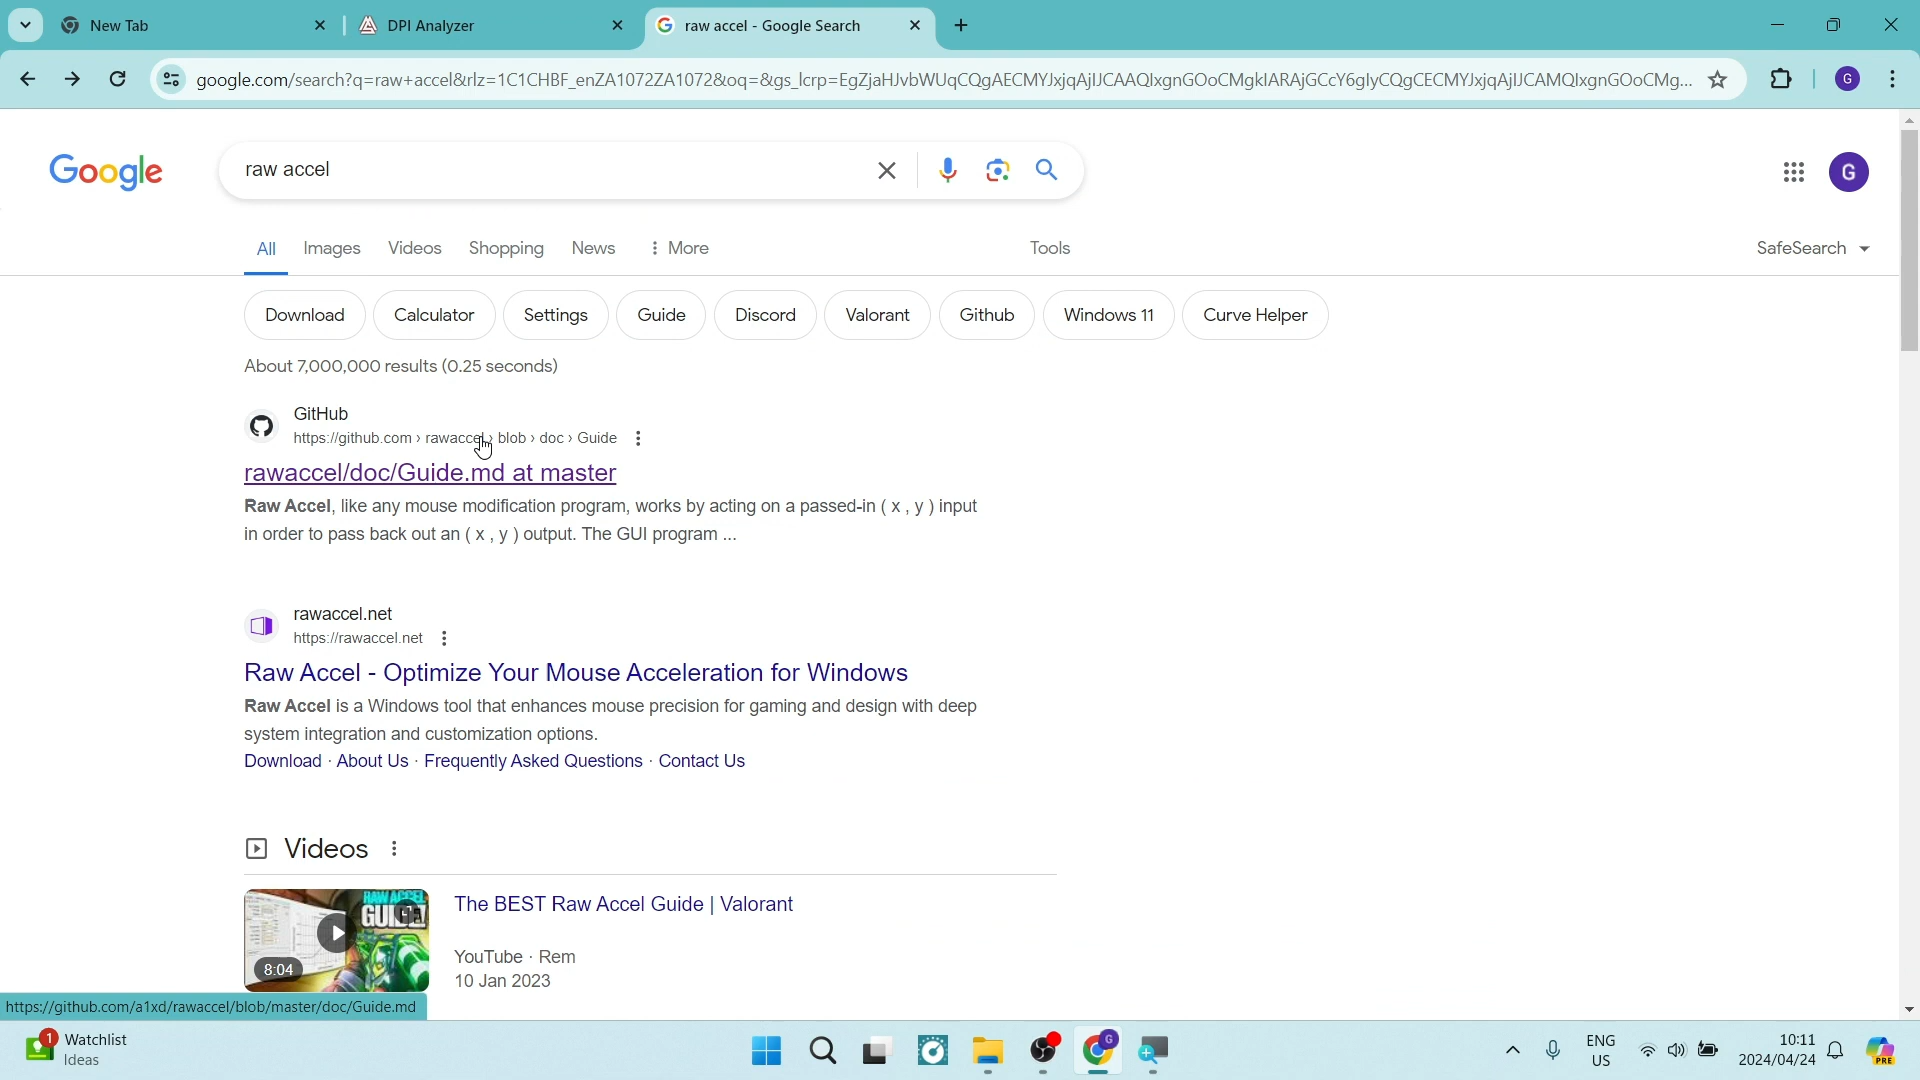 New Tab
DPI Analyzer
raw accel - Google Search
google.com/search?q=raw+accel&rlz=1C1CHBF_enZA1072ZA1072&oq=&gs_lcrp=EgZjaHJvbWUqCQgAECMYJxjqAjIJCAAQIxgnGOoCMgkIARAjGCcY6gIyCQgCECMYJxjqAjIJCAMQIxgnGOoCMg...
G
Google
raw accel
G
All Images Videos Shopping News More Tools SafeSearch
Download Calculator Settings Guide Discord Valorant Github Windows 11 Curve Helper
About 7,000,000 results (0.25 seconds)
GitHub
https://github.com › rawaccel › blob › doc › Guide
rawaccel/doc/Guide.md at master
Raw Accel, like any mouse modification program, works by acting on a passed-in ( x , y ) input
in order to pass back out an ( x , y ) output. The GUI program ...
rawaccel.net
https://rawaccel.net
Raw Accel - Optimize Your Mouse Acceleration for Windows
Raw Accel is a Windows tool that enhances mouse precision for gaming and design with deep
system integration and customization options.
Download · About Us · Frequently Asked Questions · Contact Us
Videos
RAW ACCEL
GUIDE!
8:04
The BEST Raw Accel Guide | Valorant
YouTube · Rem
10 Jan 2023
https://github.com/a1xd/rawaccel/blob/master/doc/Guide.md
1
Watchlist
Ideas
G
ENG
US
10:11
2024/04/24
PRE